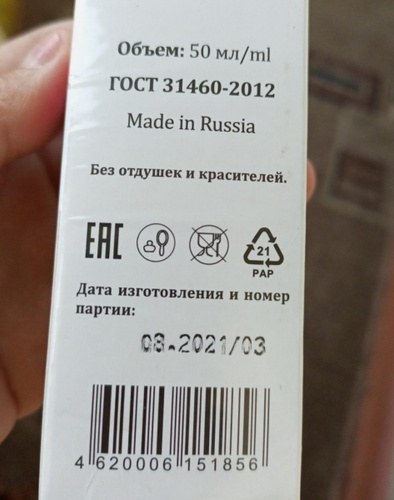 Объем: 50 мл/ml
ГОСТ 31460-2012
Made in Russia
Без отдушек и красителей.
EAC
21
PAP
Дата изготовления и номер
партии:
08.2021/03
4 620006 151856